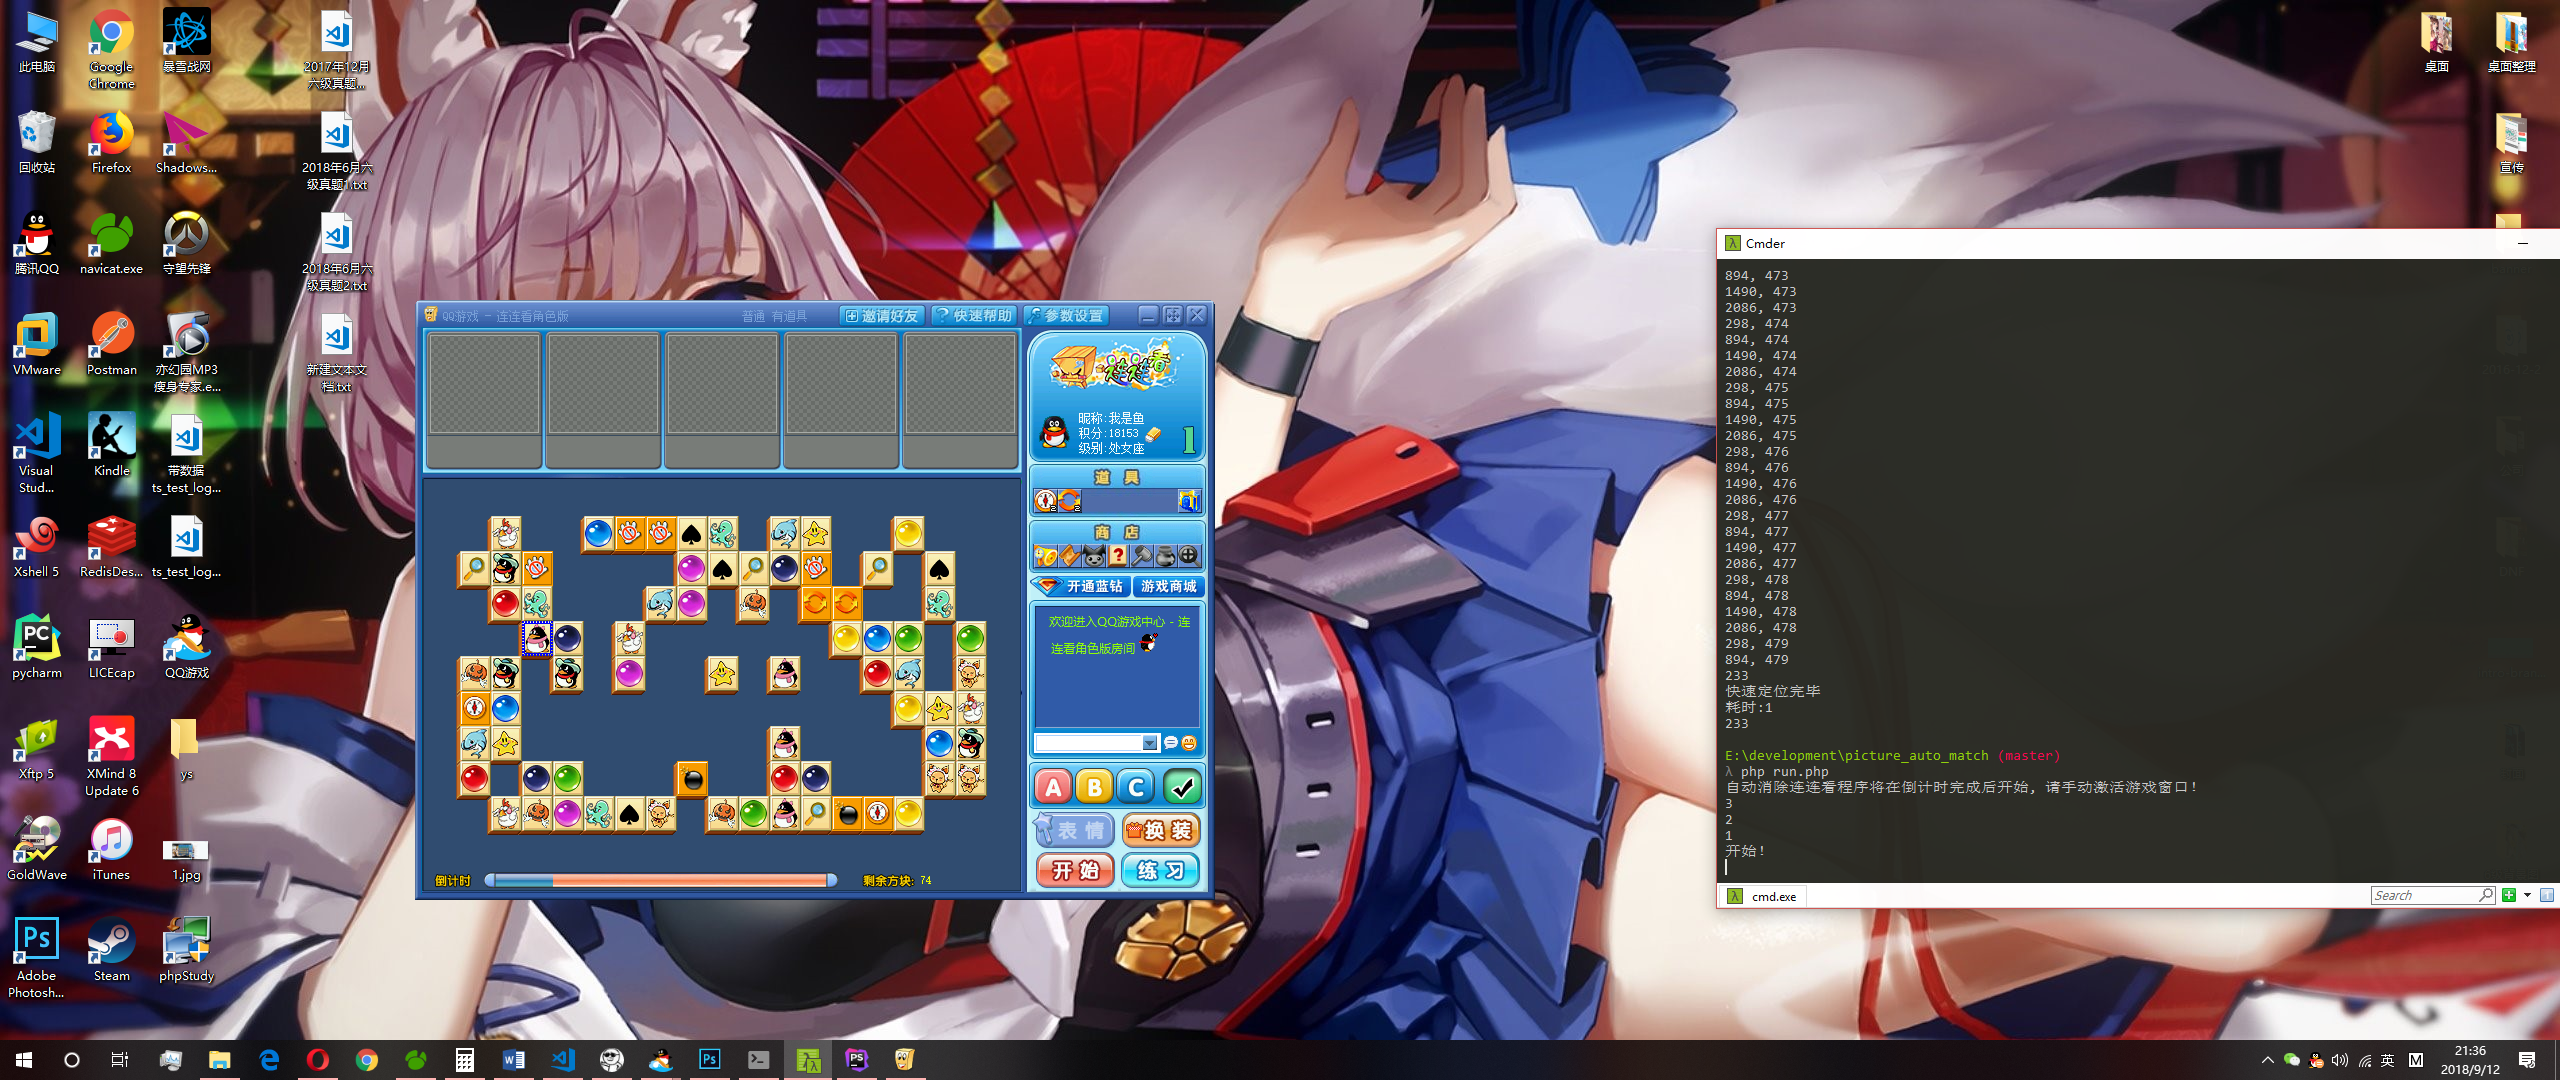 此电脑
Google
Chrome
暴雪战网
2017年12月
六级真题...
回收站
Firefox
Shadows...
2018年6月六
级真题1.txt
腾讯QQ
navicat.exe
守望先锋
2018年6月六
级真题2.txt
VMware
Postman
亦幻园MP3
瘦身专家.e...
新建文本文
档.txt
Visual
Stud...
Kindle
带数据
ts_test_log...
Xshell 5
RedisDes...
ts_test_log...
pycharm
LICEcap
QQ游戏
Xftp 5
XMind 8
Update 6
ys
GoldWave
iTunes
1.jpg
Adobe
Photosh...
Steam
phpStudy
桌面
桌面整理
宣传
QQ游戏 - 连连看角色版
普通 有道具
邀请好友
快速帮助
参数设置
连连看
昵称:我是鱼
积分:18153
级别:处女座
1
道 具
2
2
商 店
开通蓝钻
游戏商城
欢迎进入QQ游戏中心 - 连
连看角色版房间
A
B
C
表 情
换 装
开 始
练 习
倒计时
剩余方块: 74
Cmder
894, 473
1490, 473
2086, 473
298, 474
894, 474
1490, 474
2086, 474
298, 475
894, 475
1490, 475
2086, 475
298, 476
894, 476
1490, 476
2086, 476
298, 477
894, 477
1490, 477
2086, 477
298, 478
894, 478
1490, 478
2086, 478
298, 479
894, 479
233
快速定位完毕
耗时:1
233
E:\development\picture_auto_match (master)
λ php run.php
自动消除连连看程序将在倒计时完成后开始, 请手动激活游戏窗口!
3
2
1
开始!
cmd.exe
Search
英
M
21:36
2018/9/12